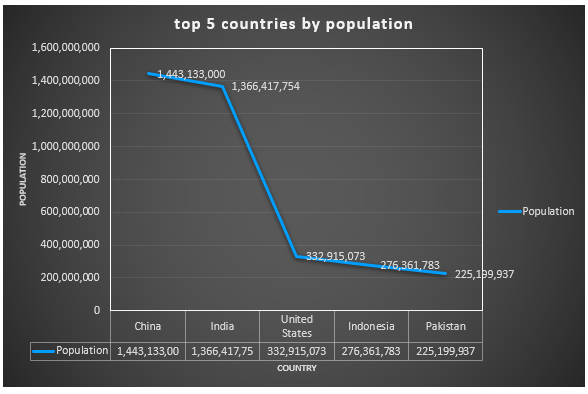 top 5 countries by population
1,600,000,000
1,400,000,000
1,200,000,000
1,000,000,000
800,000,000
600,000,000
400,000,000
200,000,000
0
POPULATION
1,443,133,000
1,366,417,754
332,915,073
276,361,783
225,199,937
Population
China India United States Indonesia Pakistan
Population 1,443,133,00 1,366,417,75 332,915,073 276,361,783 225,199,937
COUNTRY